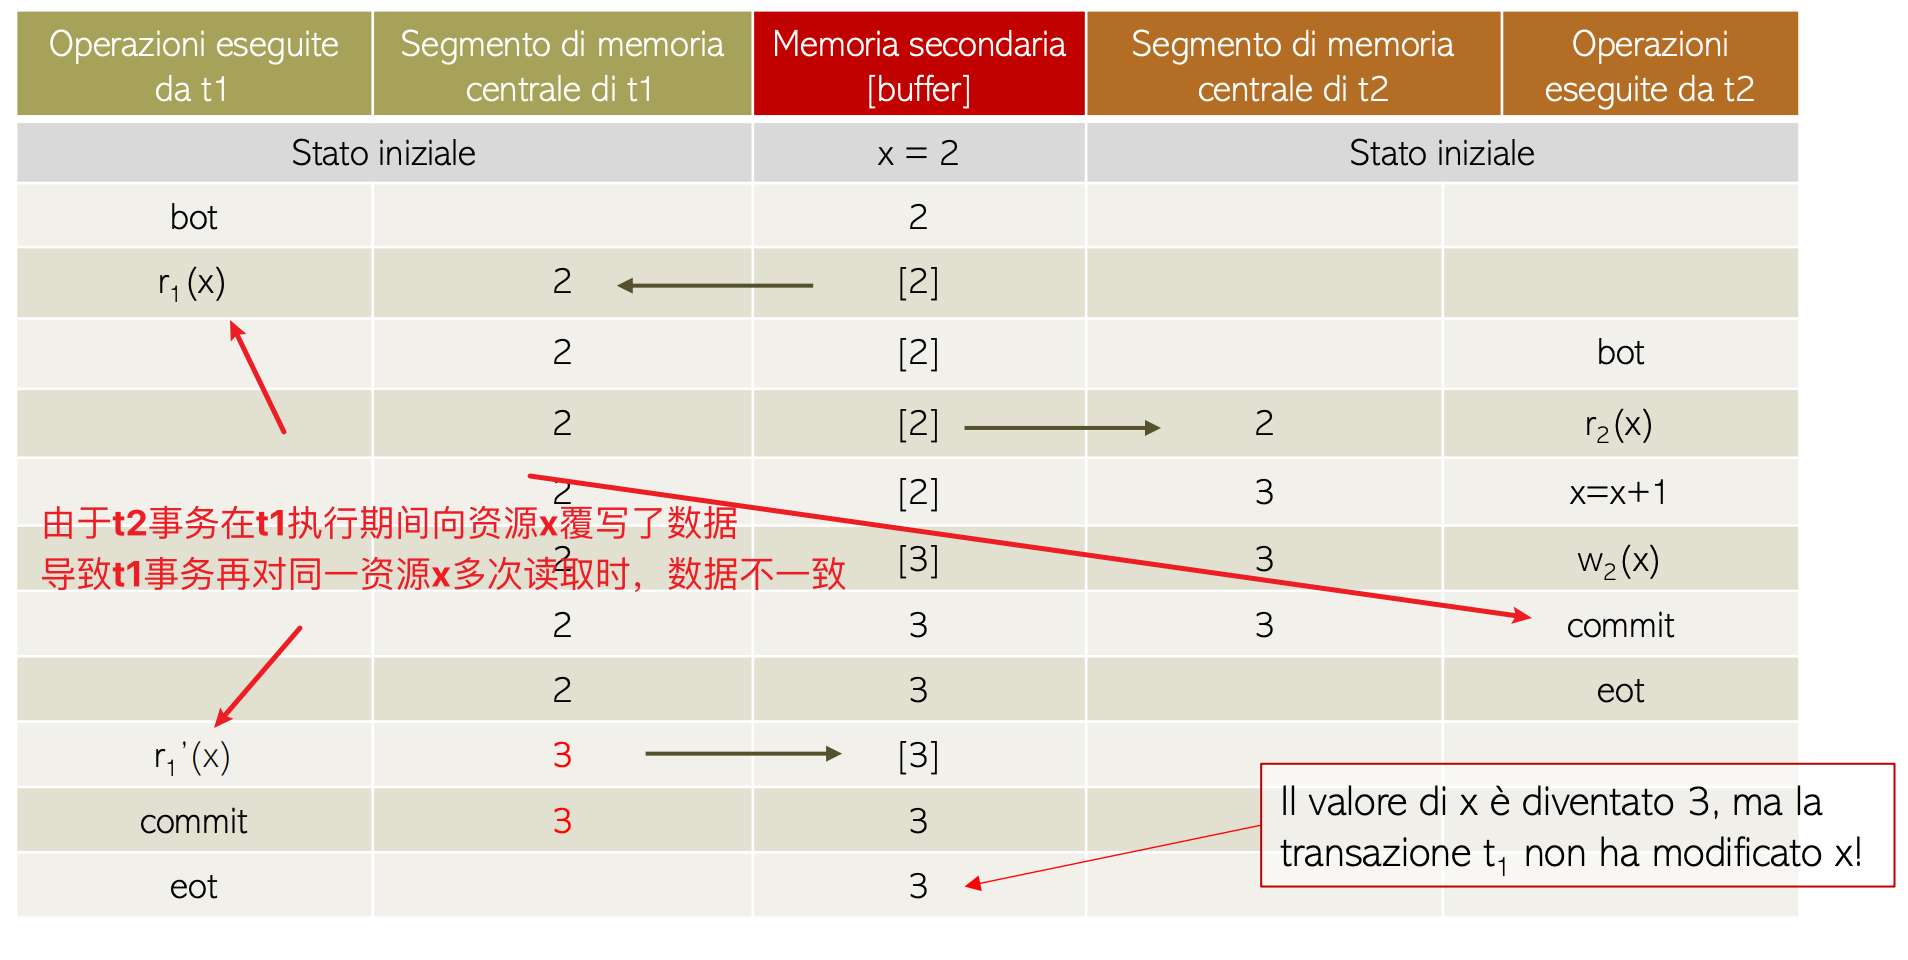 Operazioni eseguite da t1
Segmento di memoria centrale di t1
Memoria secondaria [buffer]
Segmento di memoria centrale di t2
Operazioni eseguite da t2
Stato iniziale x = 2 Stato iniziale
bot 2
r₁(x) 2 [2]
2 [2] bot
2 [2] 2 r₂(x)
2 [2] 3 x=x+1
由于t2事务在t1执行期间向资源x覆写了数据
导致t1事务再对同一资源x多次读取时，数据不一致
2 [3] 3 w₂(x)
2 3 3 commit
2 3 eot
r₁’(x) 3 [3]
commit 3 3
eot 3
Il valore di x è diventato 3, ma la
transazione t₁ non ha modificato x!